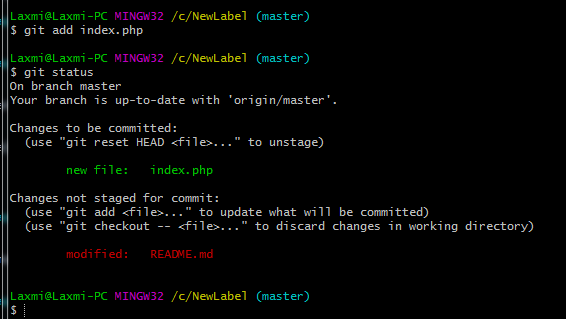 Laxmi@Laxmi-PC MINGW32 /c/NewLabel (master)
$ git add index.php
Laxmi@Laxmi-PC MINGW32 /c/NewLabel (master)
$ git status
On branch master
Your branch is up-to-date with 'origin/master'.
Changes to be committed:
  (use "git reset HEAD <file>..." to unstage)
        new file:   index.php
Changes not staged for commit:
  (use "git add <file>..." to update what will be committed)
  (use "git checkout -- <file>..." to discard changes in working directory)
        modified:   README.md
Laxmi@Laxmi-PC MINGW32 /c/NewLabel (master)
$